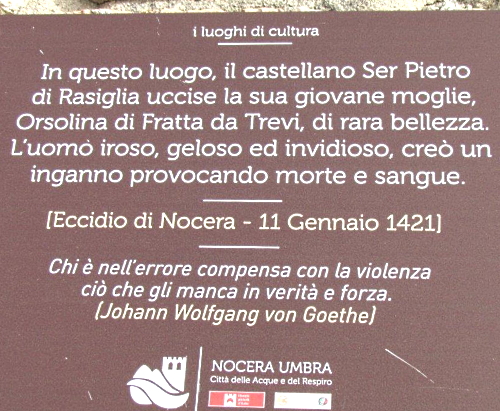 i luoghi di cultura
In questo luogo, il castellano Ser Pietro
di Rasiglia uccise la sua giovane moglie,
Orsolina di Fratta da Trevi, di rara bellezza.
L'uomo iroso, geloso ed invidioso, creò un
inganno provocando morte e sangue.
[Eccidio di Nocera - 11 Gennaio 1421]
Chi è nell'errore compensa con la violenza
ciò che gli manca in verità e forza.
(Johann Wolfgang von Goethe)
NOCERA UMBRA
Città delle Acque e del Respiro